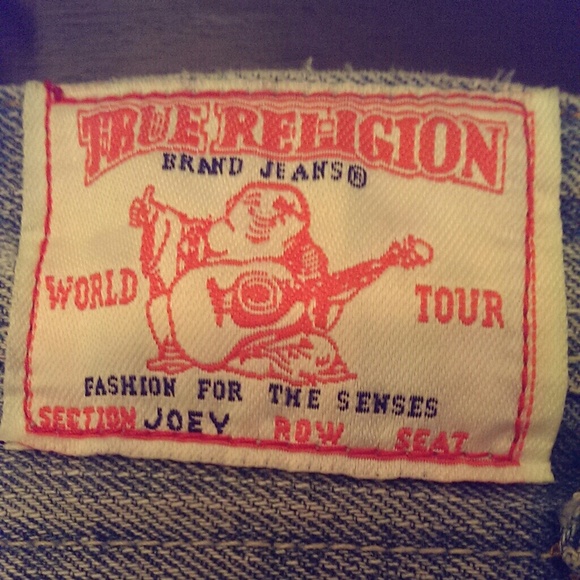 TRUE RELIGION
BRAND JEANS®
WORLD TOUR
FASHION FOR THE SENSES
SECTION JOEY ROW SEAT